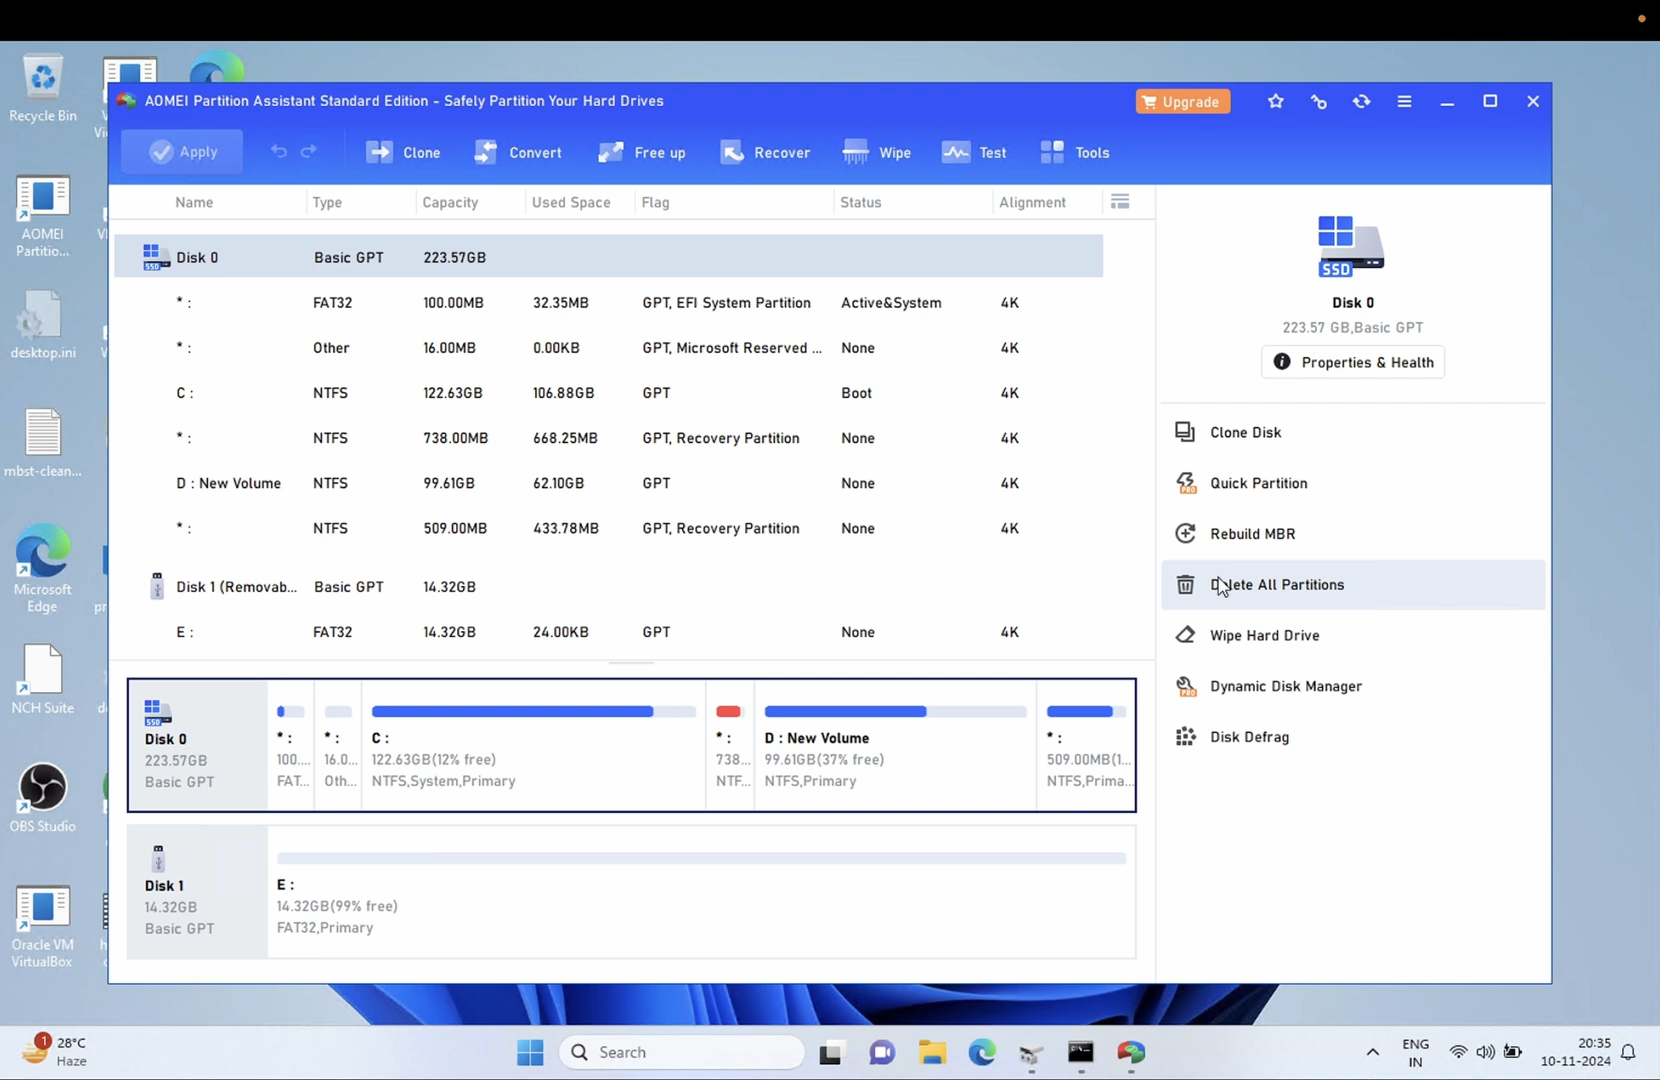 Recycle Bin
AOMEI
Partitio...
desktop.ini
mbst-clean...
Microsoft
Edge
NCH Suite
OBS Studio
Oracle VM
VirtualBox
AOMEI Partition Assistant Standard Edition - Safely Partition Your Hard Drives
Upgrade
Apply
Clone
Convert
Free up
Recover
Wipe
Test
Tools
Name Type Capacity Used Space Flag Status Alignment
SSD Disk 0 Basic GPT 223.57GB
* : FAT32 100.00MB 32.35MB GPT, EFI System Partition Active&System 4K
* : Other 16.00MB 0.00KB GPT, Microsoft Reserved ... None 4K
C : NTFS 122.63GB 106.88GB GPT Boot 4K
* : NTFS 738.00MB 668.25MB GPT, Recovery Partition None 4K
D : New Volume NTFS 99.61GB 62.10GB GPT None 4K
* : NTFS 509.00MB 433.78MB GPT, Recovery Partition None 4K
Disk 1 (Removab... Basic GPT 14.32GB
E : FAT32 14.32GB 24.00KB GPT None 4K
SSD
Disk 0
223.57GB
Basic GPT
* :
100....
FAT...
* :
16.0...
Oth...
C :
122.63GB(12% free)
NTFS,System,Primary
* :
738...
NTF...
D : New Volume
99.61GB(37% free)
NTFS,Primary
* :
509.00MB(1...
NTFS,Prima...
Disk 1
14.32GB
Basic GPT
E :
14.32GB(99% free)
FAT32,Primary
SSD
Disk 0
223.57 GB,Basic GPT
Properties & Health
Clone Disk
PRO Quick Partition
Rebuild MBR
Delete All Partitions
Wipe Hard Drive
PRO Dynamic Disk Manager
Disk Defrag
1
28°C
Haze
Search
ENG
IN
20:35
10-11-2024